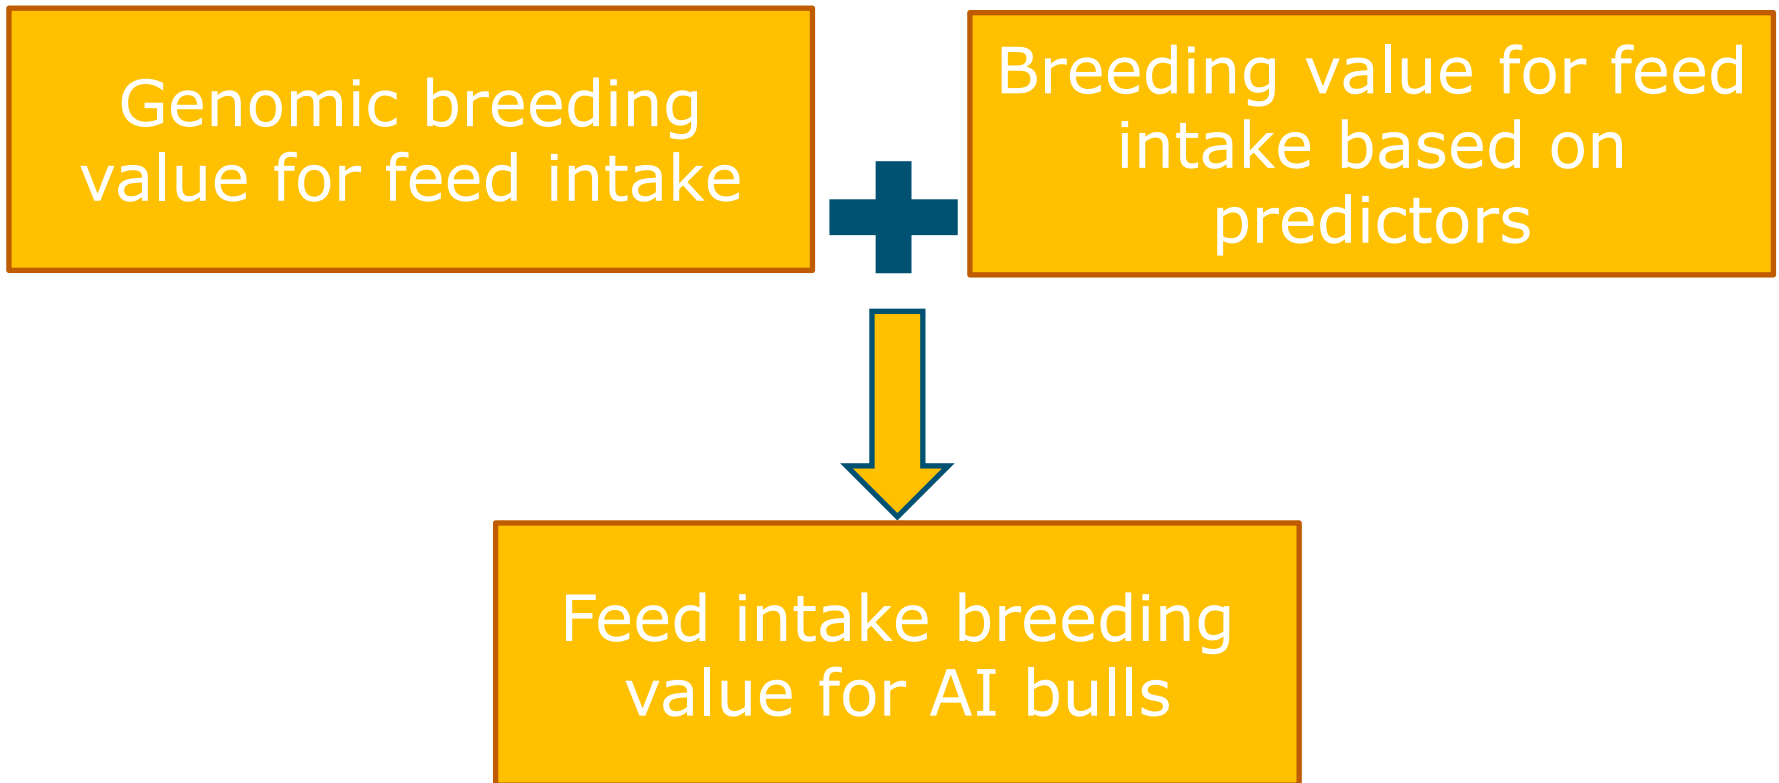 Genomic breeding
value for feed intake
Breeding value for feed
intake based on
predictors
Feed intake breeding
value for AI bulls